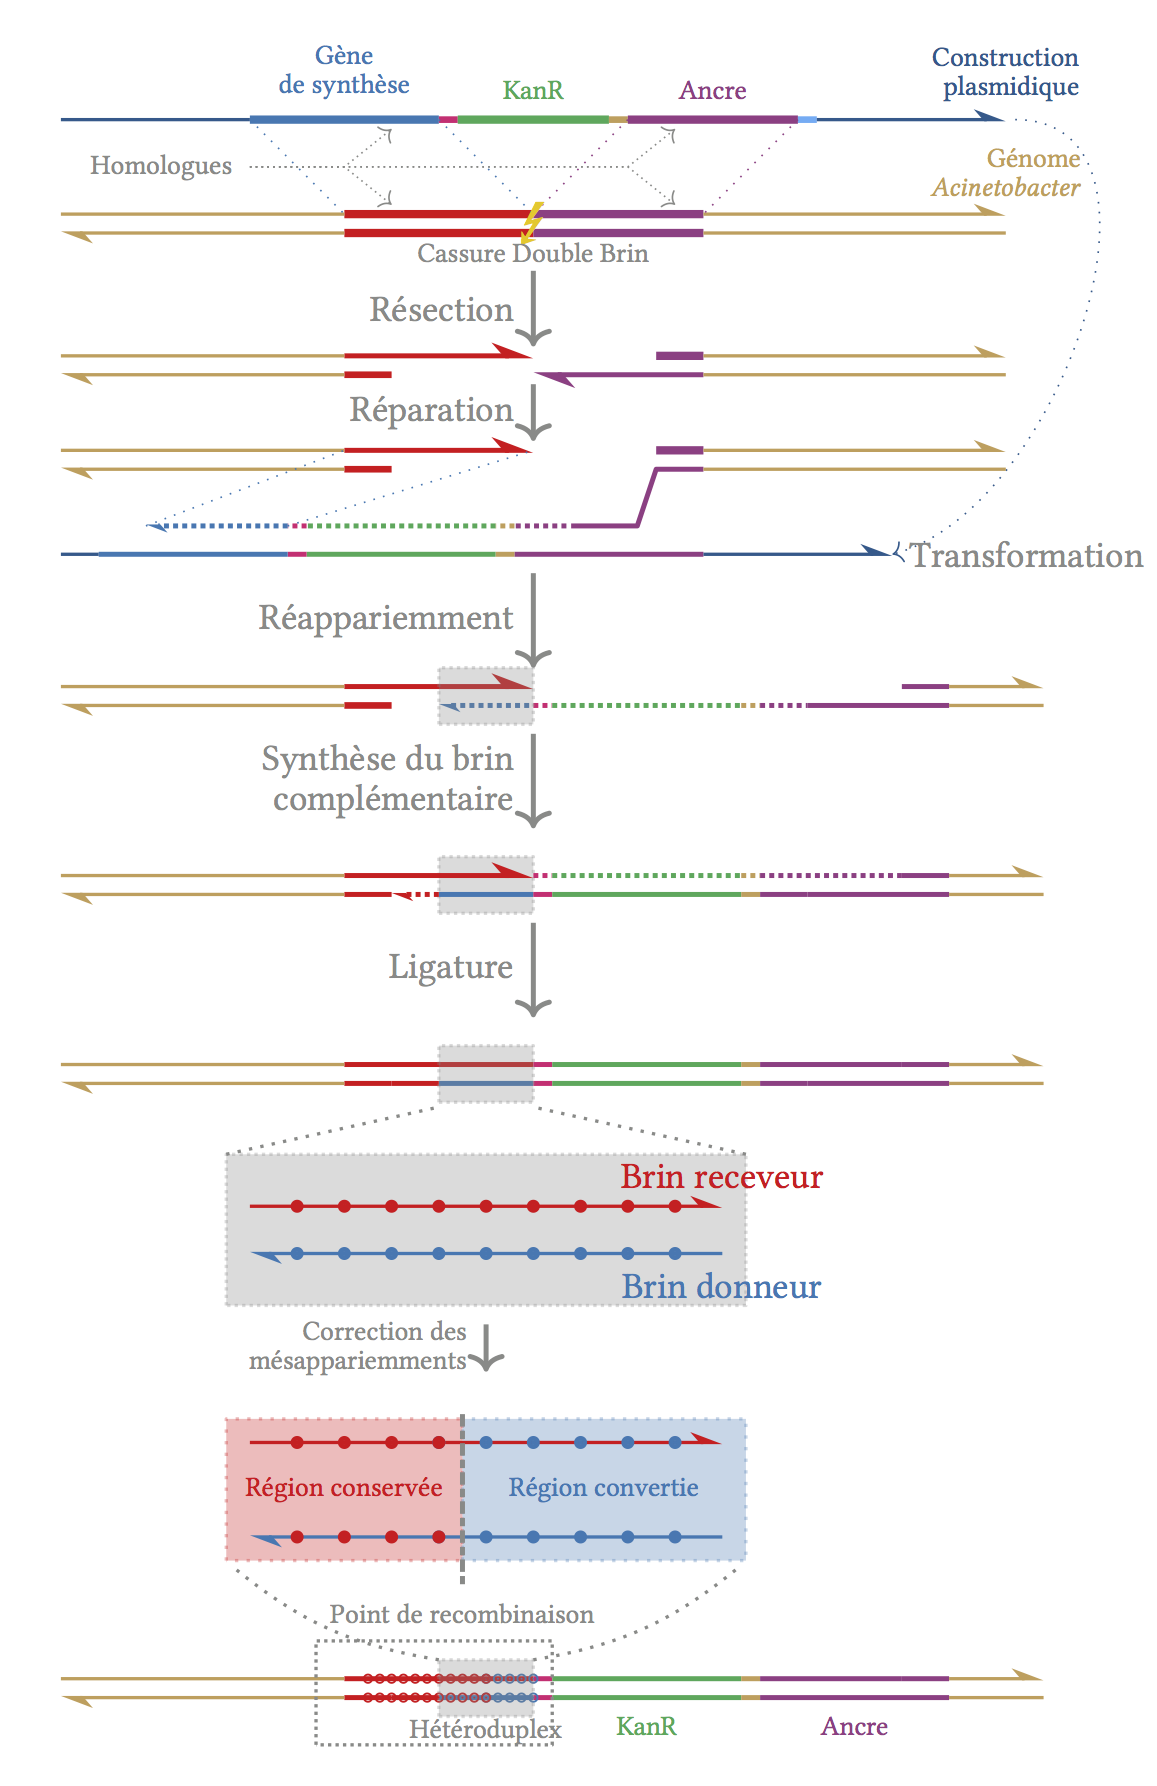 Gène
de synthèse
KanR
Ancre
Construction
plasmidique
Homologues
Génome
Acinetobacter
Cassure Double Brin
Résection
Réparation
Transformation
Réappariemment
Synthèse du brin
complémentaire
Ligature
Brin receveur
Brin donneur
Correction des
mésappariemments
Région conservée
Région convertie
Point de recombinaison
Hétéroduplex
KanR
Ancre